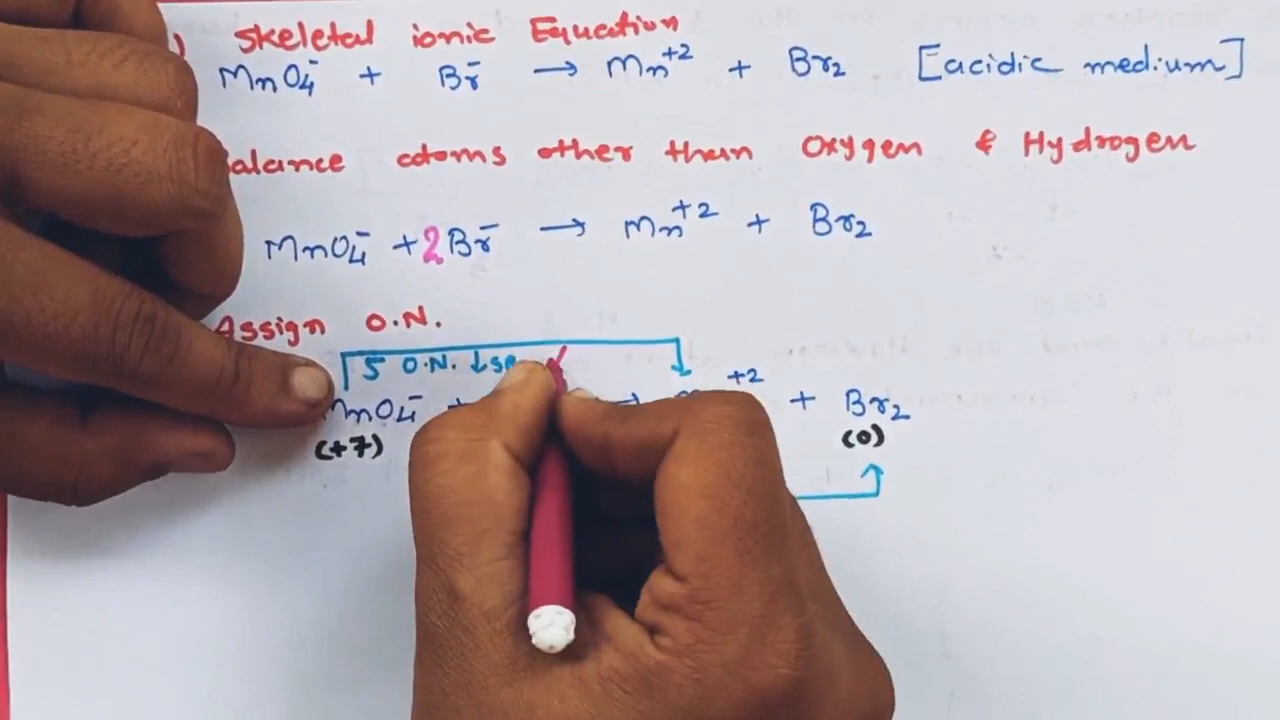 ) Skeletal ionic Equation
MnO4⁻ + Br⁻ → Mn+2 + Br2 [acidic medium]
alance atoms other than Oxygen & Hydrogen
MnO4⁻ + 2Br⁻ → Mn+2 + Br2
Assign O.N.
5 O.N. ↓se
MnO4⁻ + → +2 + Br2
(+7) (0)